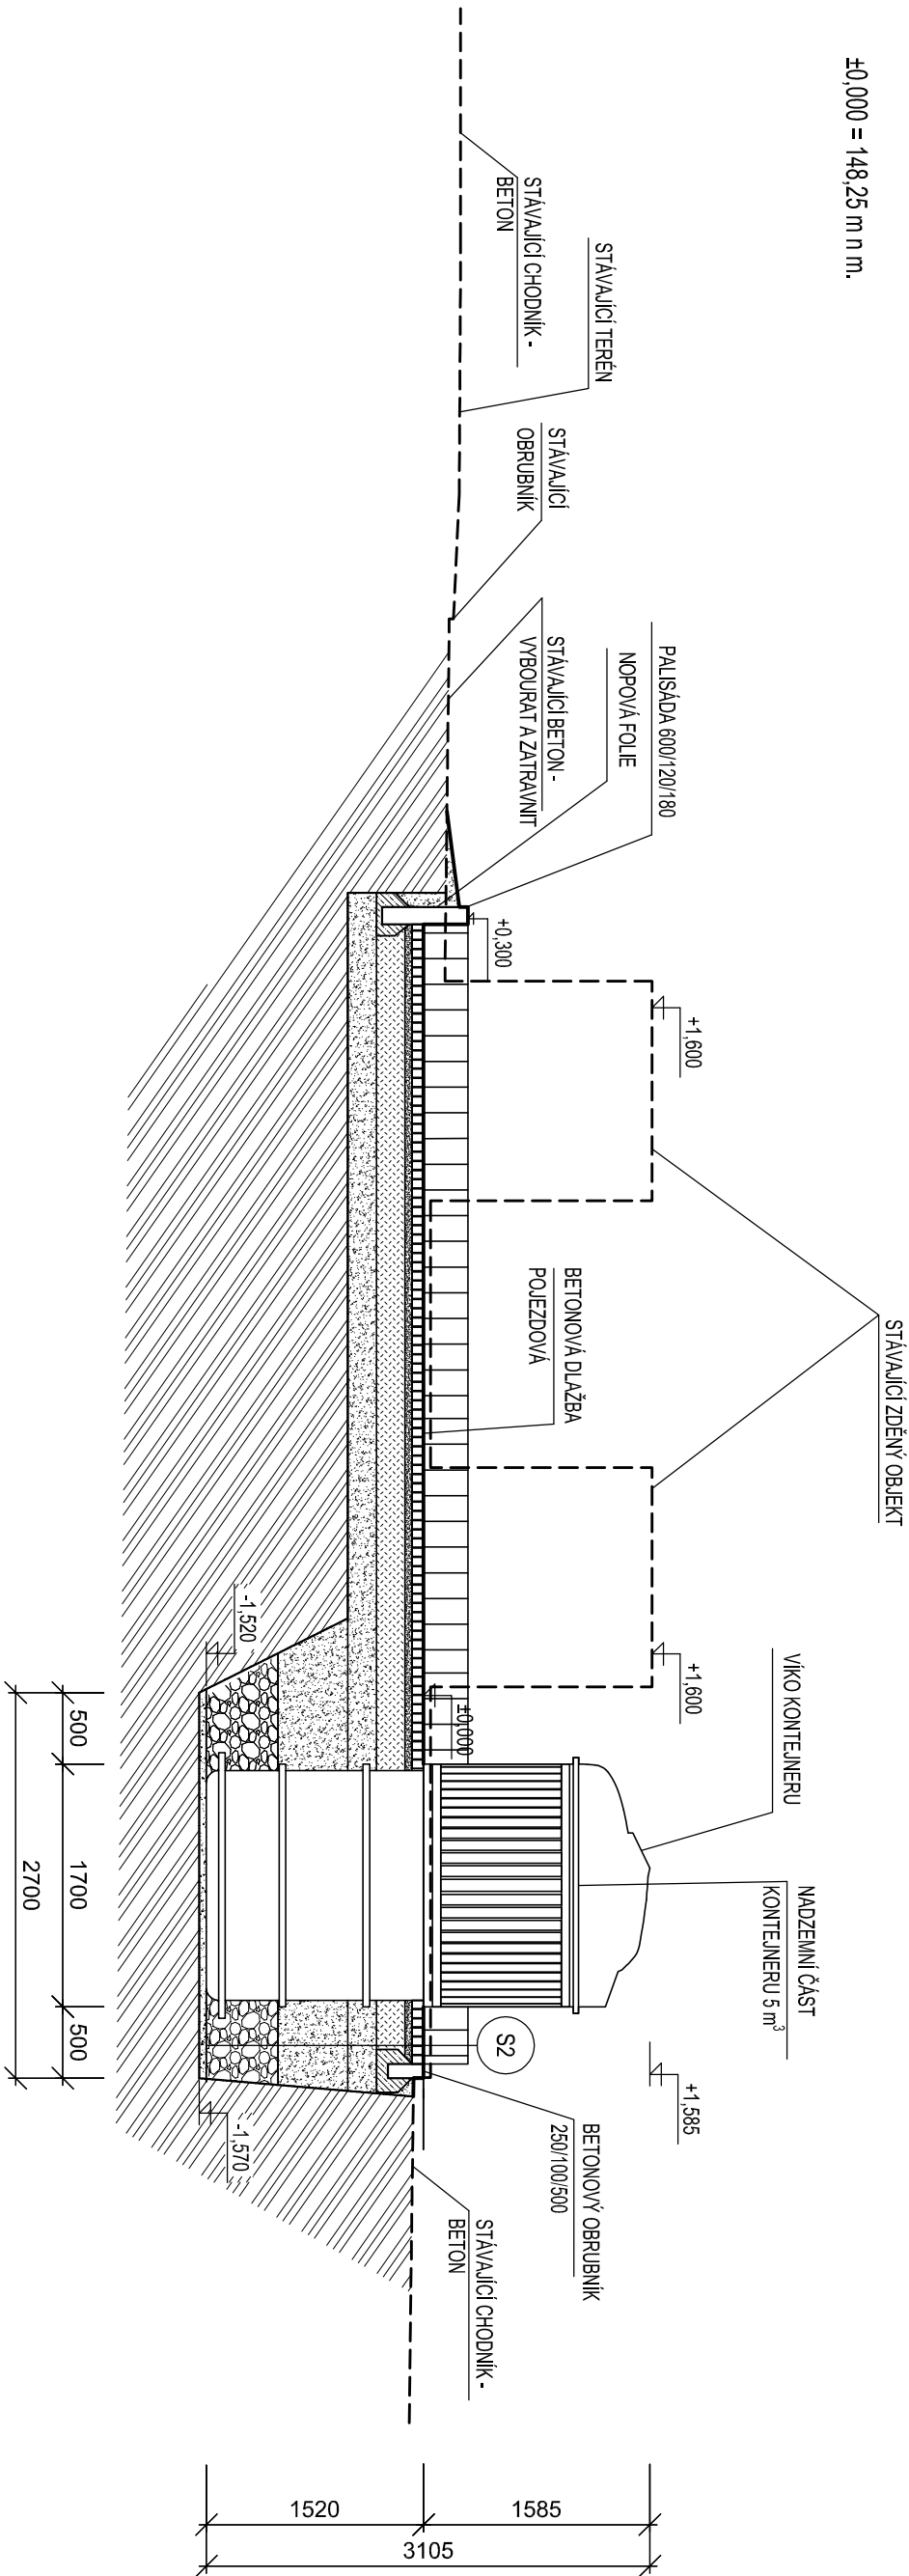 ±0,000 = 148,25 m n m.
STÁVAJÍCÍ CHODNÍK -
BETON
STÁVAJÍCÍ TERÉN
STÁVAJÍCÍ
OBRUBNÍK
STÁVAJÍCÍ BETON -
VYBOURAT A ZATRAVNIT
NOPOVÁ FOLIE
PALISÁDA 600/120/180
+0,300
+1,600
STÁVAJÍCÍ ZDĚNÝ OBJEKT
BETONOVÁ DLAŽBA
POJEZDOVÁ
+1,600
±0,000
-1,520
VÍKO KONTEJNERU
NADZEMNÍ ČÁST
KONTEJNERU 5 m³
S2
+1,585
BETONOVÝ OBRUBNÍK
250/100/500
-1,570
STÁVAJÍCÍ CHODNÍK -
BETON
500
1700
500
2700
1520
1585
3105